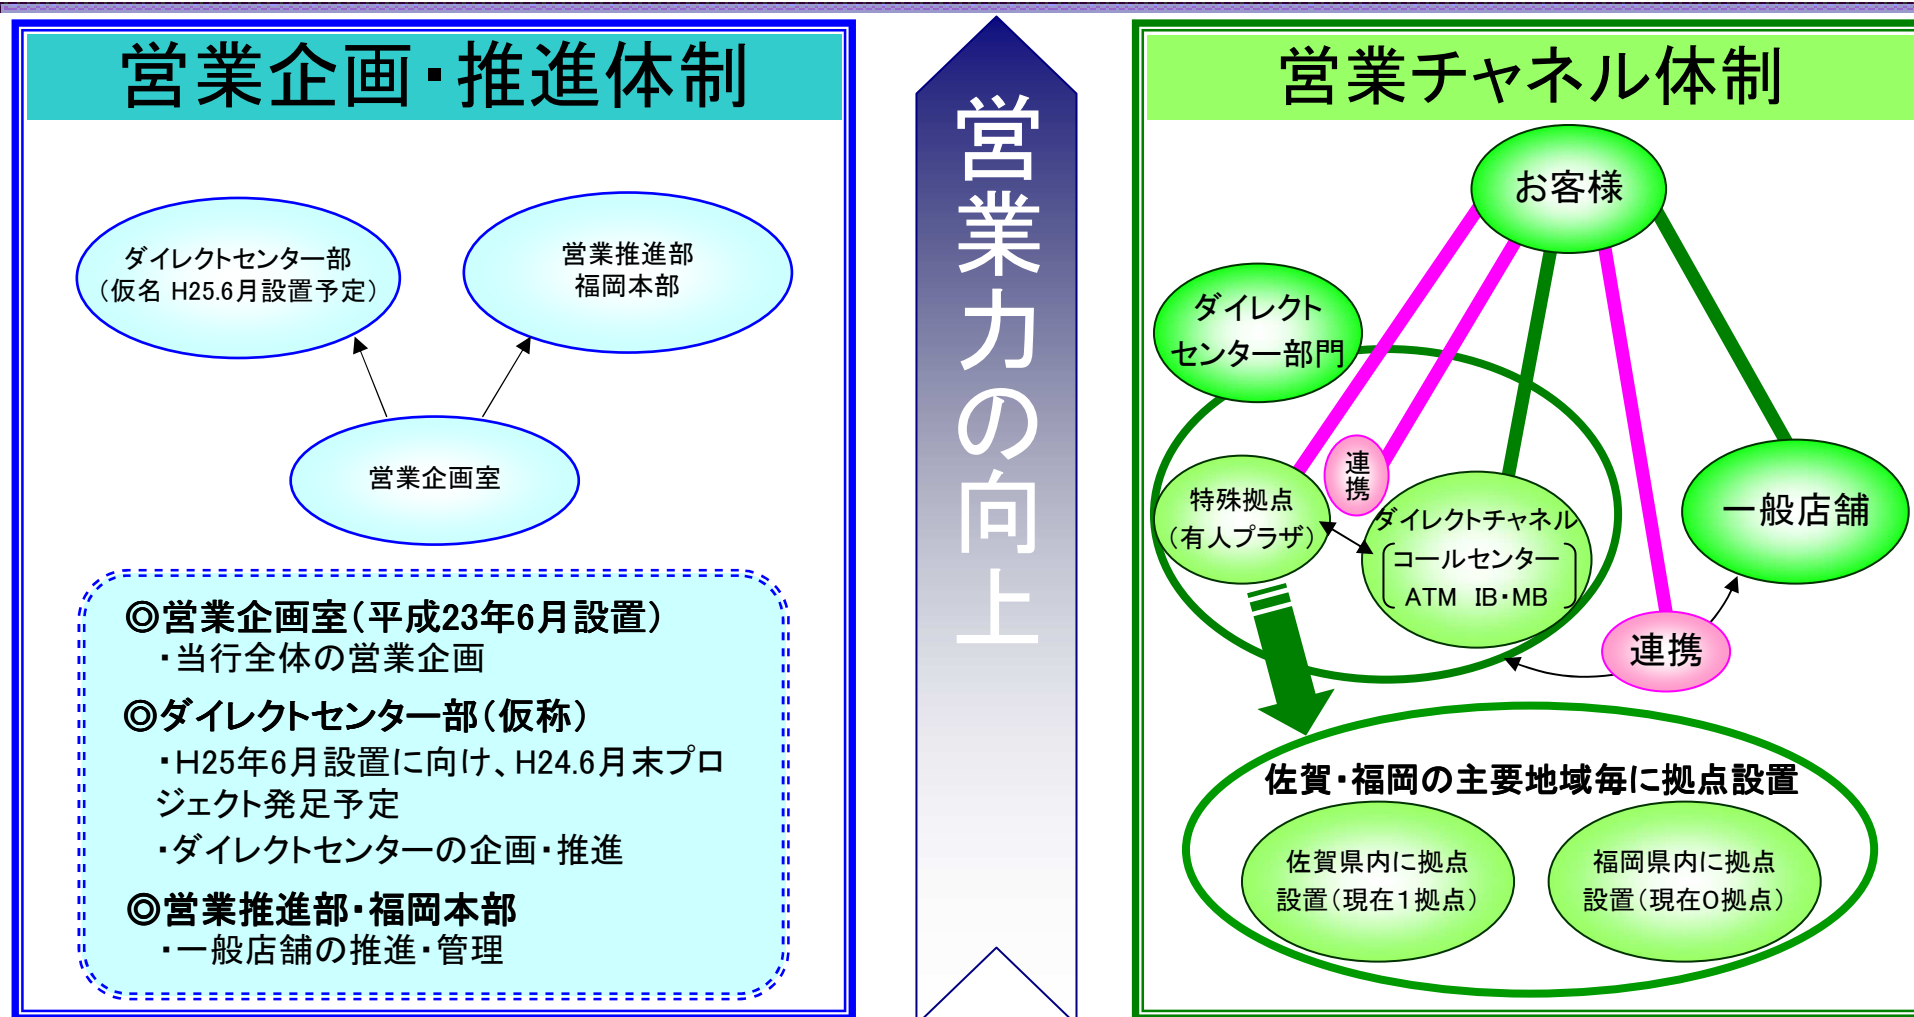 営業企画・推進体制
ダイレクトセンター部
（仮名 H25.6月設置予定）
営業推進部
福岡本部
営業企画室
◎営業企画室（平成23年6月設置）
・当行全体の営業企画
◎ダイレクトセンター部（仮称）
・H25年6月設置に向け、H24.6月末プロ
ジェクト発足予定
・ダイレクトセンターの企画・推進
◎営業推進部・福岡本部
・一般店舗の推進・管理
営業力の向上
営業チャネル体制
お客様
ダイレクト
センター部門
連携
特殊拠点
（有人プラザ）
ダイレクトチャネル
コールセンター
ATM IB・MB
一般店舗
連携
佐賀・福岡の主要地域毎に拠点設置
佐賀県内に拠点
設置（現在１拠点）
福岡県内に拠点
設置（現在０拠点）